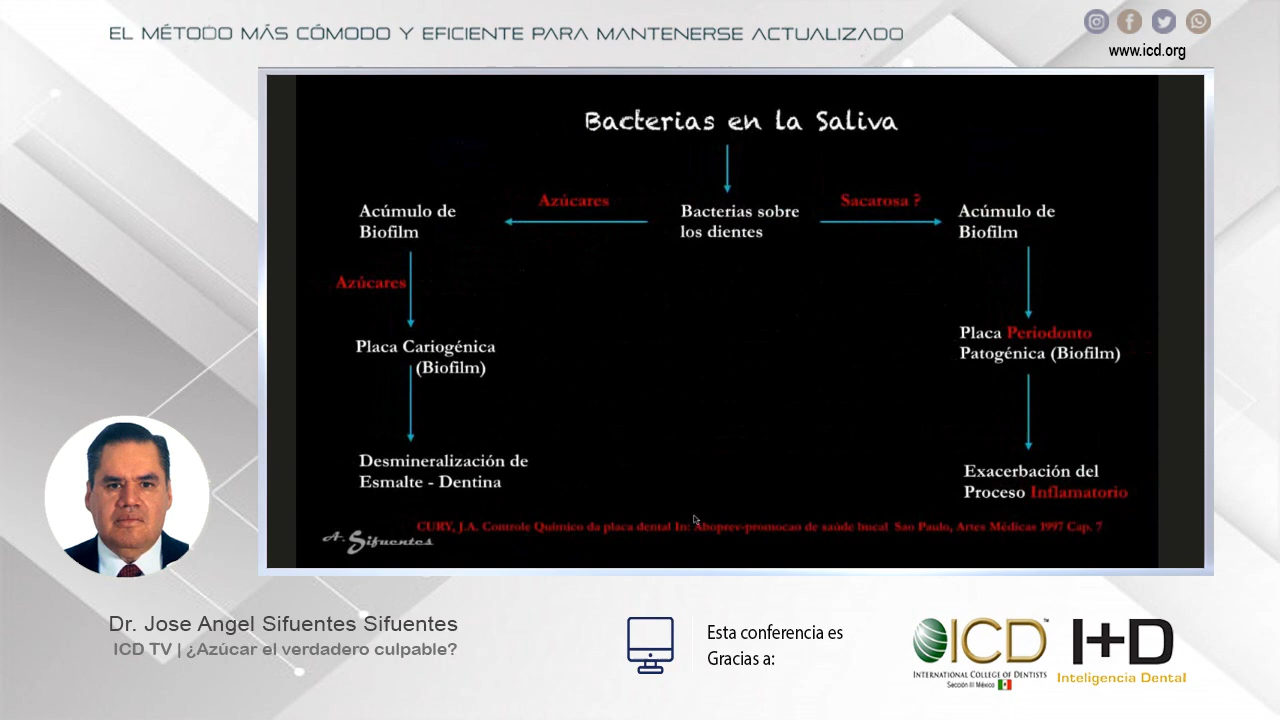 EL MÉTODO MÁS CÓMODO Y EFICIENTE PARA MANTENERSE ACTUALIZADO
www.icd.org
Bacterias en la Saliva
Acúmulo de
Biofilm
Azúcares
Bacterias sobre
los dientes
Sacarosa ?
Acúmulo de
Biofilm
Azúcares
Placa Cariogénica
(Biofilm)
Placa Periodonto
Patogénica (Biofilm)
Desmineralización de
Esmalte - Dentina
Exacerbación del
Proceso Inflamatorio
CURY, J.A. Controle Químico da placa dental In: Aboprev-promocao de saúde bucal Sao Paulo, Artes Médicas 1997 Cap. 7
A. Sifuentes
Dr. Jose Angel Sifuentes Sifuentes
ICD TV | ¿Azúcar el verdadero culpable?
Esta conferencia es
Gracias a:
ICD™
INTERNATIONAL COLLEGE OF DENTISTS
Sección III México
I+D
Inteligencia Dental